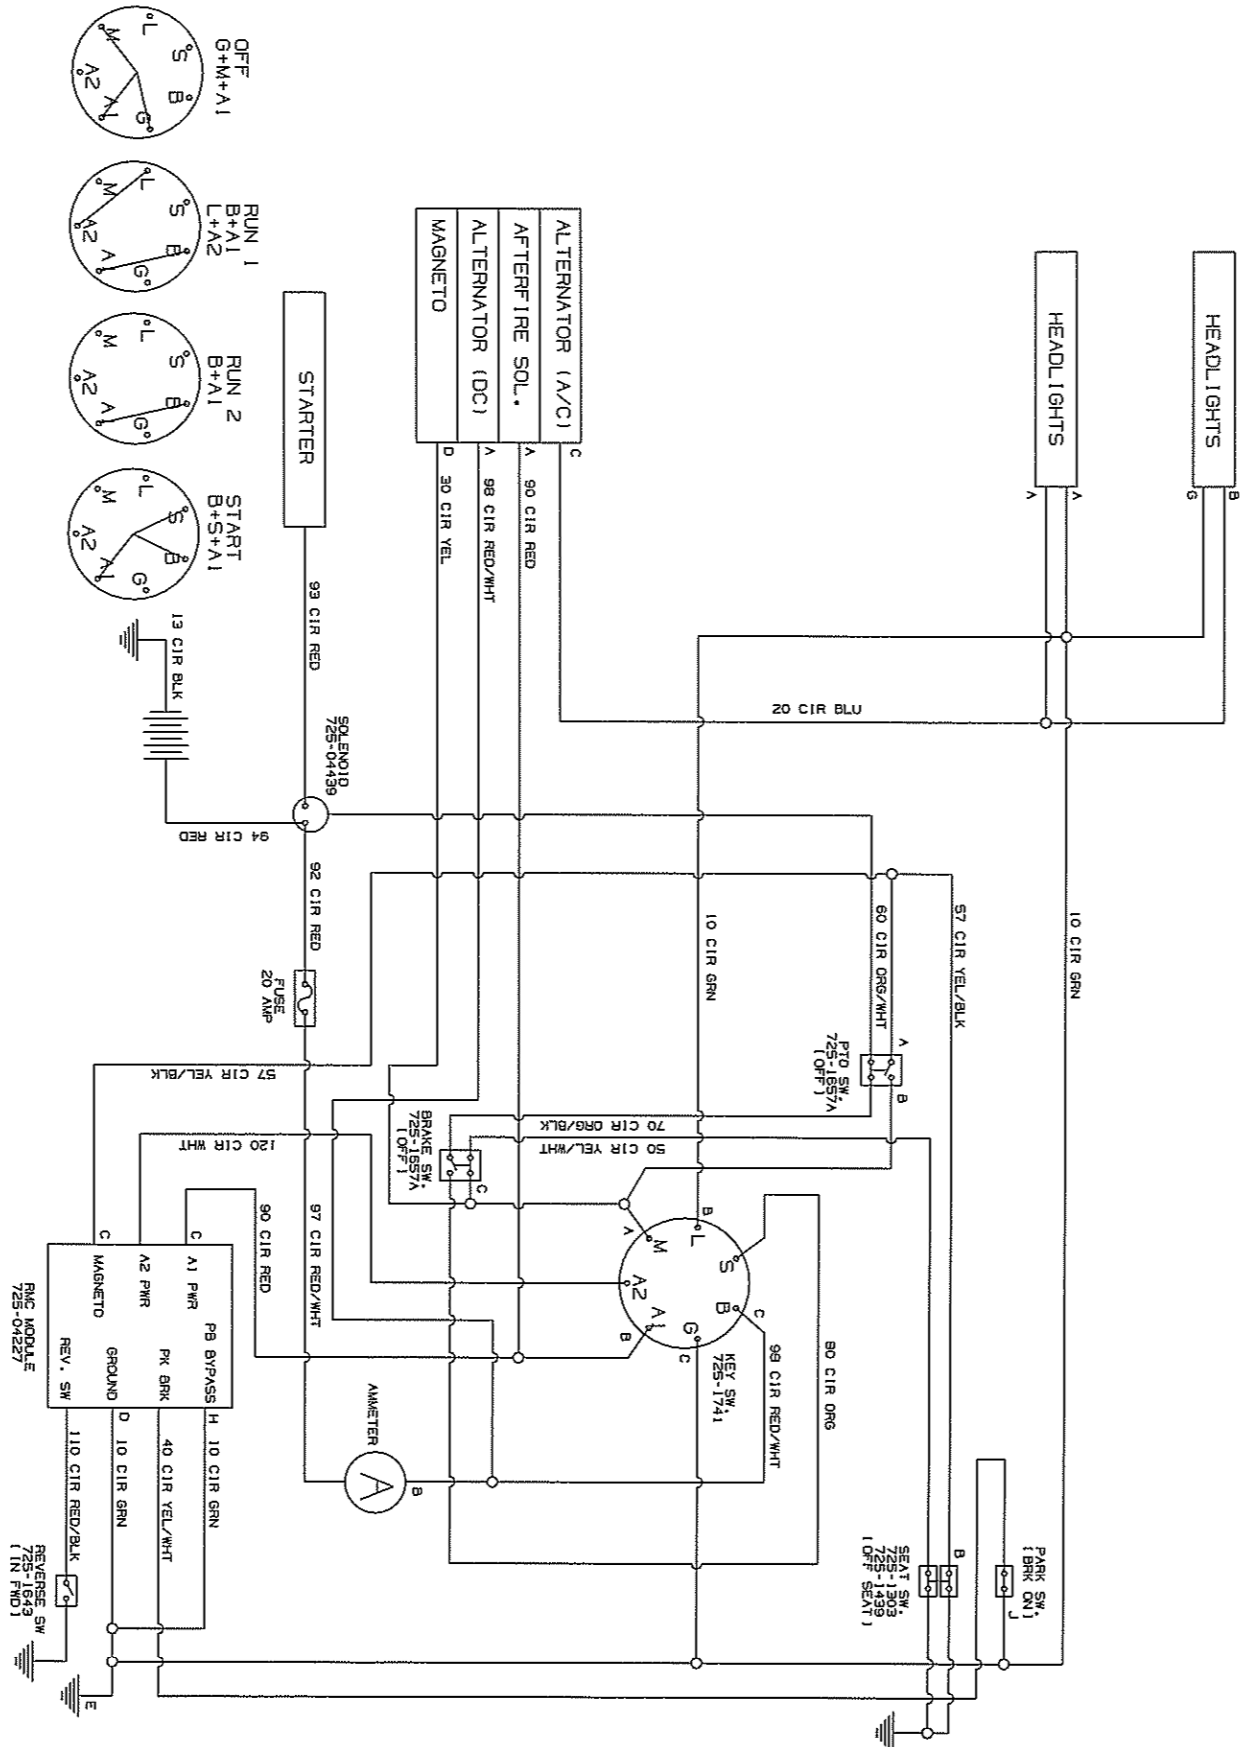 HEADLIGHTS
B
G
HEADLIGHTS
A
A
ALTERNATOR (A/C)
AFTERFIRE SOL.
ALTERNATOR (DC)
MAGNETO
C
A
A
D
90 CIR RED
98 CIR RED/WHT
30 CIR YEL
STARTER
93 CIR RED
20 CIR BLU
10 CIR GRN
10 CIR GRN
57 CIR YEL/BLK
60 CIR ORG/WHT
SOLENOID
725-04439
94 CIR RED
92 CIR RED
FUSE
20 AMP
13 CIR BLK
OFF
G+M+A1
L
S
B
G
A1
A2
M
RUN 1
B+A1
L+A2
L
S
B
G
A1
A2
M
RUN 2
B+A1
L
S
B
G
A1
A2
M
START
B+S+A1
L
S
B
G
A1
A2
M
PTO SW.
725-1657A
(OFF)
A
B
70 CIR ORG/BLK
50 CIR YEL/WHT
BRAKE SW.
725-1657A
(OFF)
C
57 CIR YEL/BLK
120 CIR WHT
90 CIR RED
97 CIR RED/WHT
KEY SW.
725-1741
L
S
B
G
A1
A2
M
B
A
C
B
C
98 CIR RED/WHT
80 CIR ORG
AMMETER
A
B
RMC MODULE
725-04227
MAGNETO
A2 PWR
A1 PWR
C
C
PB BYPASS
PK BRK
GROUND
REV. SW
H
D
10 CIR GRN
40 CIR YEL/WHT
10 CIR GRN
110 CIR RED/BLK
REVERSE SW
725-1643
(IN FWD)
E
SEAT SW.
725-1303
725-1439
(OFF SEAT)
B
PARK SW.
(BRK ON)
J